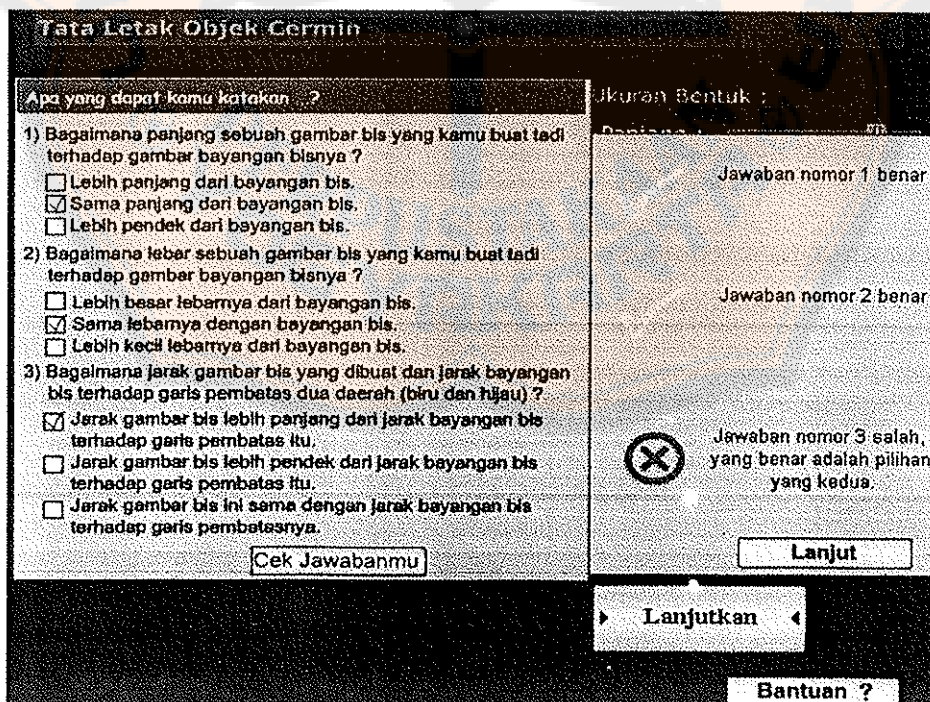 Tata Letak Objek Cermin
Apa yang dapat kamu katakan ..?
1) Bagaimana panjang sebuah gambar bis yang kamu buat tadi
terhadap gambar bayangan bisnya ?
Lebih panjang dari bayangan bis.
Sama panjang dari bayangan bis.
Lebih pendek dari bayangan bis.
2) Bagaimana lebar sebuah gambar bis yang kamu buat tadi
terhadap gambar bayangan bisnya ?
Lebih besar lebarnya dari bayangan bis.
Sama lebarnya dengan bayangan bis.
Lebih kecil lebarnya dari bayangan bis.
3) Bagaimana jarak gambar bis yang dibuat dan jarak bayangan
bis terhadap garis pembatas dua daerah (biru dan hijau) ?
Jarak gambar bis lebih panjang dari jarak bayangan bis
terhadap garis pembatas itu.
Jarak gambar bis lebih pendek dari jarak bayangan bis
terhadap garis pembatas itu.
Jarak gambar bis ini sama dengan jarak bayangan bis
terhadap garis pembatasnya.
Cek Jawabanmu
Ukuran Bentuk :
Panjang :
Jawaban nomor 1 benar
Jawaban nomor 2 benar
Jawaban nomor 3 salah,
yang benar adalah pilihan
yang kedua.
Lanjut
Lanjutkan
Bantuan ?